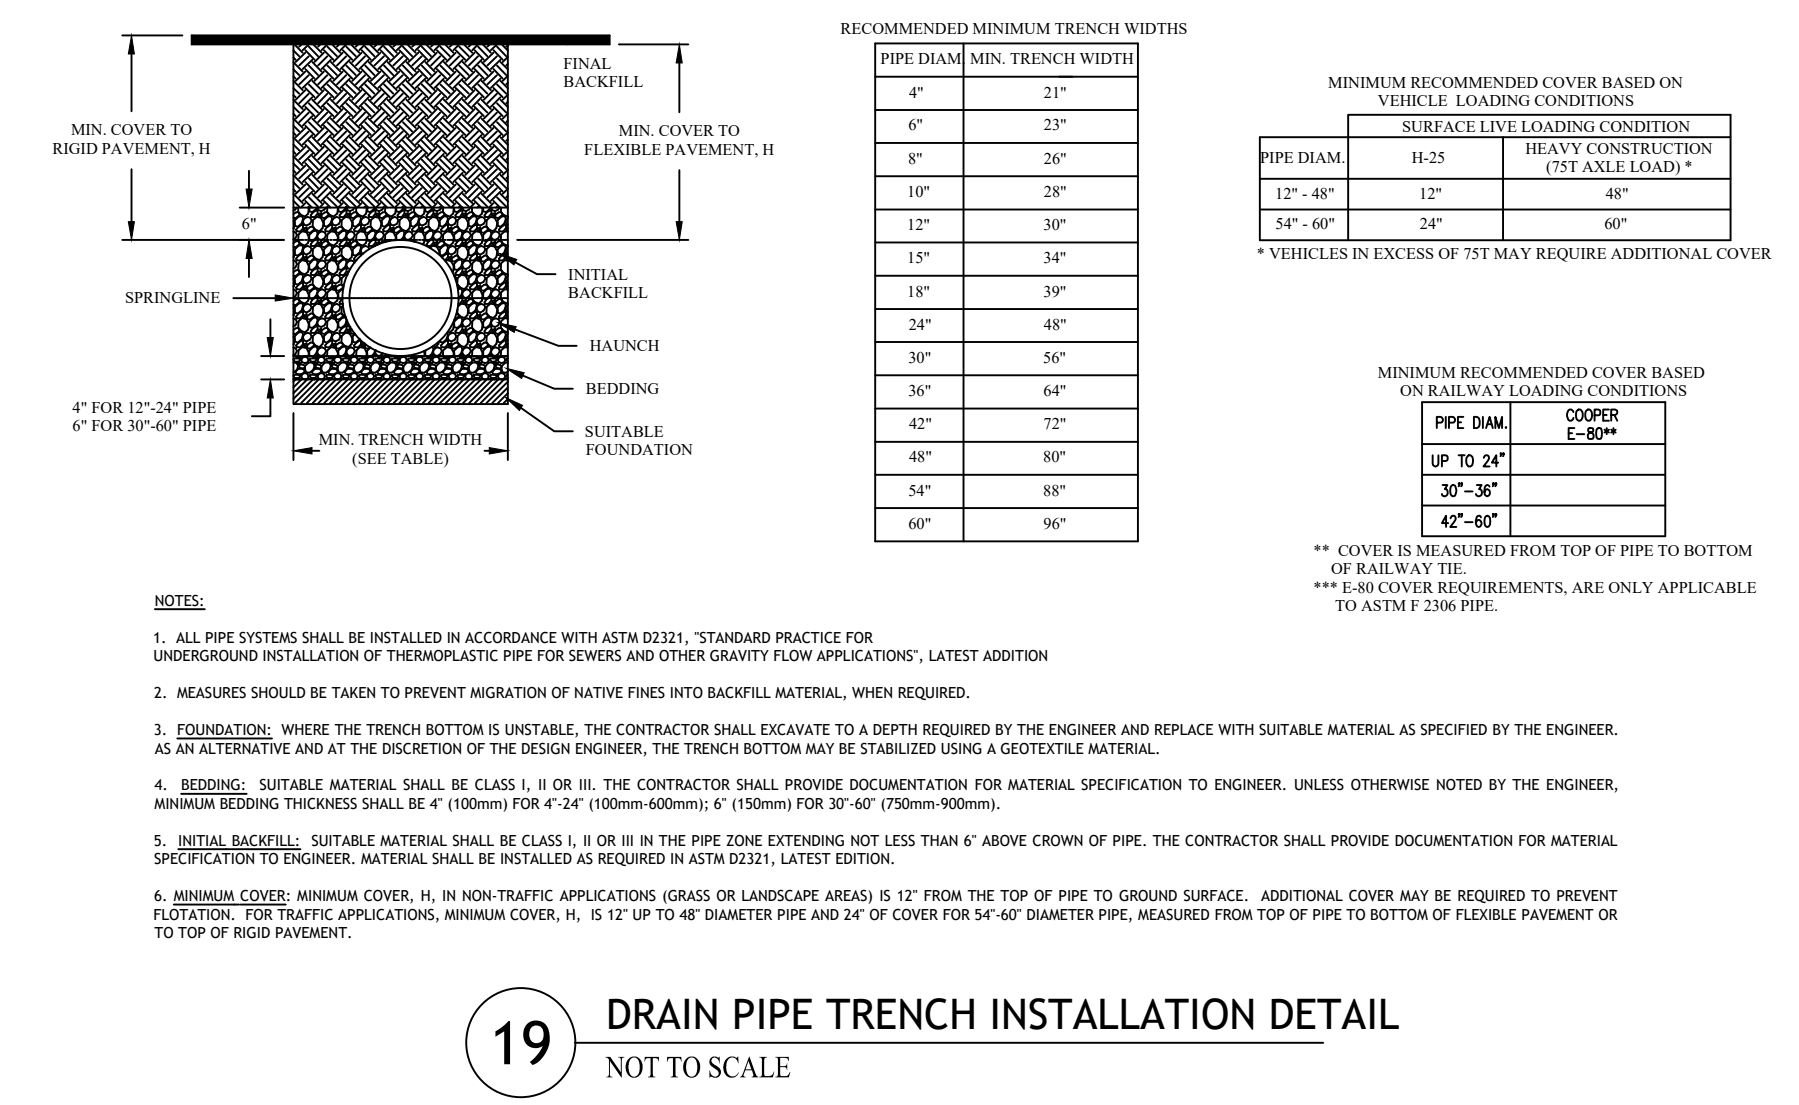 FINAL
BACKFILL
MIN. COVER TO
RIGID PAVEMENT, H
MIN. COVER TO
FLEXIBLE PAVEMENT, H
6"
INITIAL
BACKFILL
SPRINGLINE
HAUNCH
BEDDING
4" FOR 12"-24" PIPE
6" FOR 30"-60" PIPE
MIN. TRENCH WIDTH
(SEE TABLE)
SUITABLE
FOUNDATION
RECOMMENDED MINIMUM TRENCH WIDTHS
PIPE DIAM. MIN. TRENCH WIDTH
4" 21"
6" 23"
8" 26"
10" 28"
12" 30"
15" 34"
18" 39"
24" 48"
30" 56"
36" 64"
42" 72"
48" 80"
54" 88"
60" 96"
MINIMUM RECOMMENDED COVER BASED ON
VEHICLE LOADING CONDITIONS
SURFACE LIVE LOADING CONDITION
PIPE DIAM. H-25 HEAVY CONSTRUCTION
(75T AXLE LOAD) *
12" - 48" 12" 48"
54" - 60" 24" 60"
* VEHICLES IN EXCESS OF 75T MAY REQUIRE ADDITIONAL COVER
MINIMUM RECOMMENDED COVER BASED
ON RAILWAY LOADING CONDITIONS
PIPE DIAM. COOPER
E-80**
UP TO 24"
30"-36"
42"-60"
** COVER IS MEASURED FROM TOP OF PIPE TO BOTTOM
OF RAILWAY TIE.
*** E-80 COVER REQUIREMENTS, ARE ONLY APPLICABLE
TO ASTM F 2306 PIPE.
NOTES:
1. ALL PIPE SYSTEMS SHALL BE INSTALLED IN ACCORDANCE WITH ASTM D2321, "STANDARD PRACTICE FOR
UNDERGROUND INSTALLATION OF THERMOPLASTIC PIPE FOR SEWERS AND OTHER GRAVITY FLOW APPLICATIONS", LATEST ADDITION
2. MEASURES SHOULD BE TAKEN TO PREVENT MIGRATION OF NATIVE FINES INTO BACKFILL MATERIAL, WHEN REQUIRED.
3. FOUNDATION: WHERE THE TRENCH BOTTOM IS UNSTABLE, THE CONTRACTOR SHALL EXCAVATE TO A DEPTH REQUIRED BY THE ENGINEER AND REPLACE WITH SUITABLE MATERIAL AS SPECIFIED BY THE ENGINEER.
AS AN ALTERNATIVE AND AT THE DISCRETION OF THE DESIGN ENGINEER, THE TRENCH BOTTOM MAY BE STABILIZED USING A GEOTEXTILE MATERIAL.
4. BEDDING: SUITABLE MATERIAL SHALL BE CLASS I, II OR III. THE CONTRACTOR SHALL PROVIDE DOCUMENTATION FOR MATERIAL SPECIFICATION TO ENGINEER. UNLESS OTHERWISE NOTED BY THE ENGINEER,
MINIMUM BEDDING THICKNESS SHALL BE 4" (100mm) FOR 4"-24" (100mm-600mm); 6" (150mm) FOR 30"-60" (750mm-900mm).
5. INITIAL BACKFILL: SUITABLE MATERIAL SHALL BE CLASS I, II OR III IN THE PIPE ZONE EXTENDING NOT LESS THAN 6" ABOVE CROWN OF PIPE. THE CONTRACTOR SHALL PROVIDE DOCUMENTATION FOR MATERIAL
SPECIFICATION TO ENGINEER. MATERIAL SHALL BE INSTALLED AS REQUIRED IN ASTM D2321, LATEST EDITION.
6. MINIMUM COVER: MINIMUM COVER, H, IN NON-TRAFFIC APPLICATIONS (GRASS OR LANDSCAPE AREAS) IS 12" FROM THE TOP OF PIPE TO GROUND SURFACE. ADDITIONAL COVER MAY BE REQUIRED TO PREVENT
FLOTATION. FOR TRAFFIC APPLICATIONS, MINIMUM COVER, H, IS 12" UP TO 48" DIAMETER PIPE AND 24" OF COVER FOR 54"-60" DIAMETER PIPE, MEASURED FROM TOP OF PIPE TO BOTTOM OF FLEXIBLE PAVEMENT OR
TO TOP OF RIGID PAVEMENT.
19 DRAIN PIPE TRENCH INSTALLATION DETAIL
NOT TO SCALE